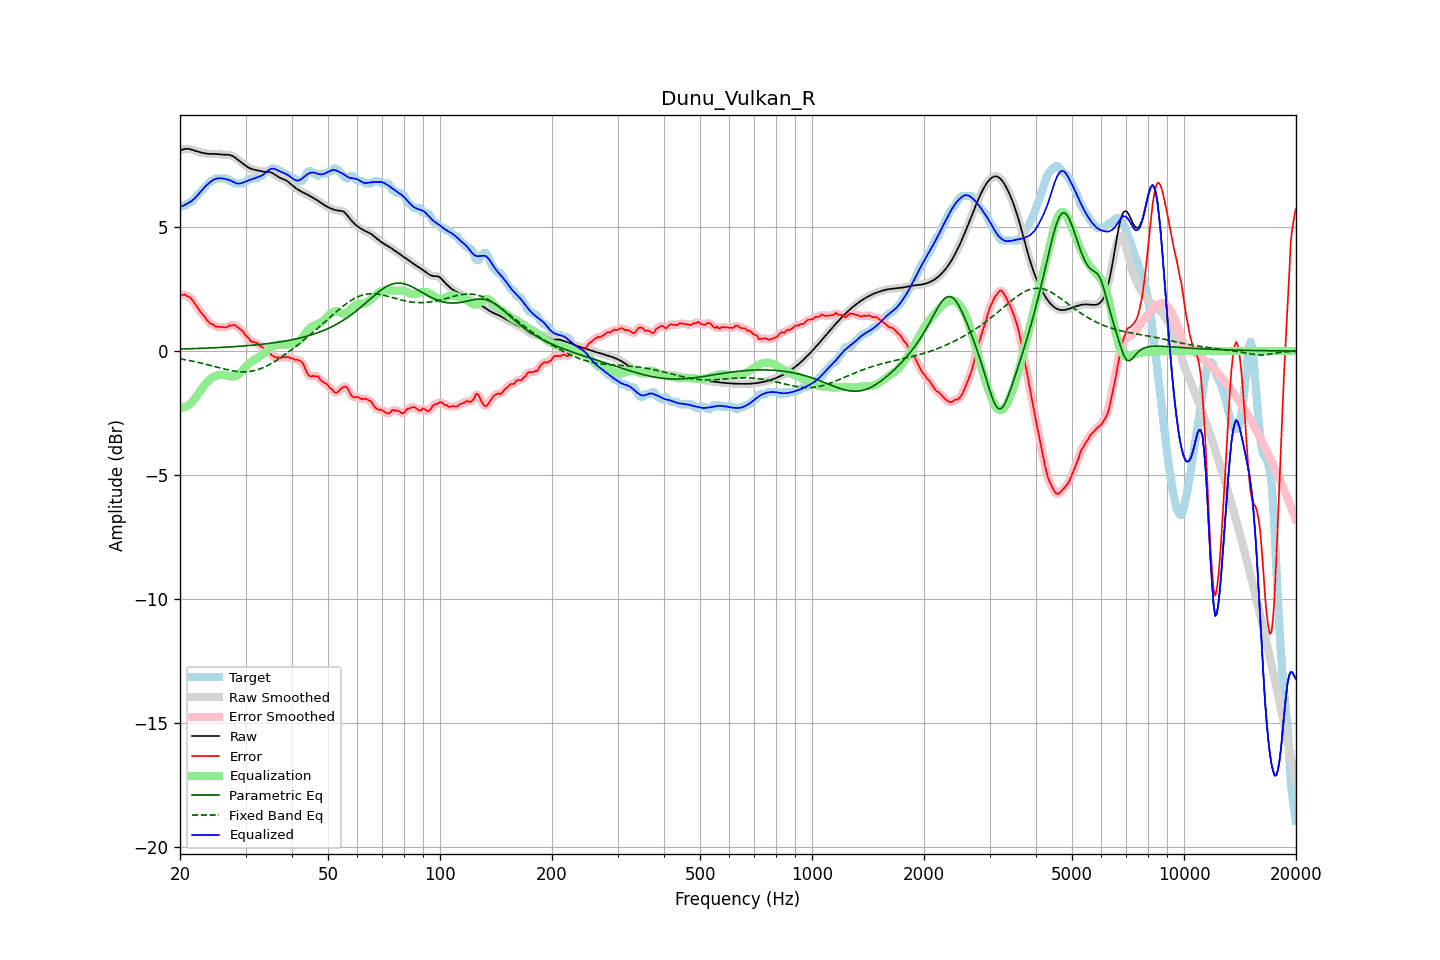 Dunu_Vulkan_R
Amplitude (dBr)
5
0
−5
−10
−15
−20
Target
Raw Smoothed
Error Smoothed
Raw
Error
Equalization
Parametric Eq
Fixed Band Eq
Equalized
20 50 100 200 500 1000 2000 5000 10000 20000
Frequency (Hz)